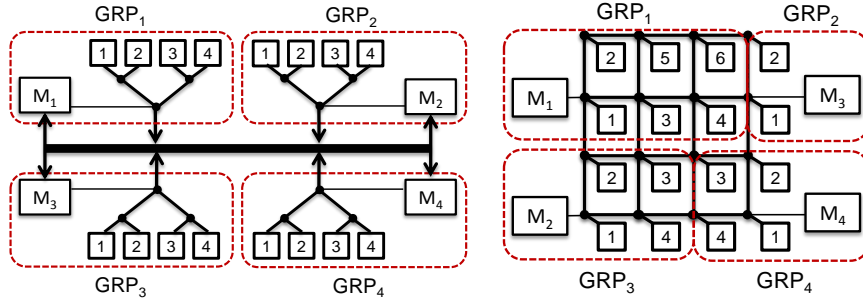 GRP1 GRP2
1 2 3 4 1 2 3 4
M1 M2
M3 M4
1 2 3 4 1 2 3 4
GRP3 GRP4
GRP1 GRP2
2 5 6 2
M1 M3
1 3 4 1
2 3 3 2
M2 M4
1 4 4 1
GRP3 GRP4